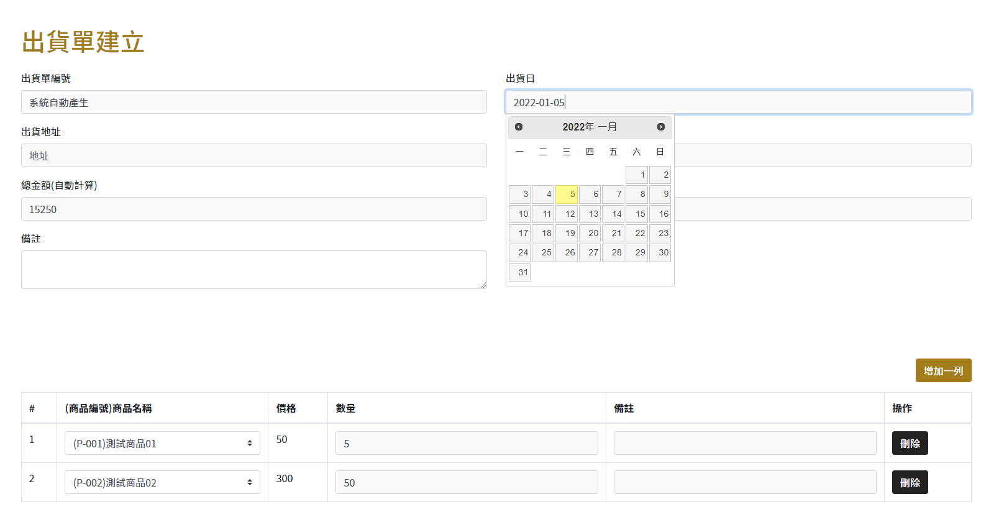 出貨單建立
出貨單編號
系統自動產生
出貨日
2022-01-05
2022年 一月
一 二 三 四 五 六 日
1 2
3 4 5 6 7 8 9
10 11 12 13 14 15 16
17 18 19 20 21 22 23
24 25 26 27 28 29 30
31
出貨地址
地址
總金額(自動計算)
15250
備註
增加一列
# (商品編號)商品名稱 價格 數量 備註 操作
1 (P-001)測試商品01 50 5 刪除
2 (P-002)測試商品02 300 50 刪除